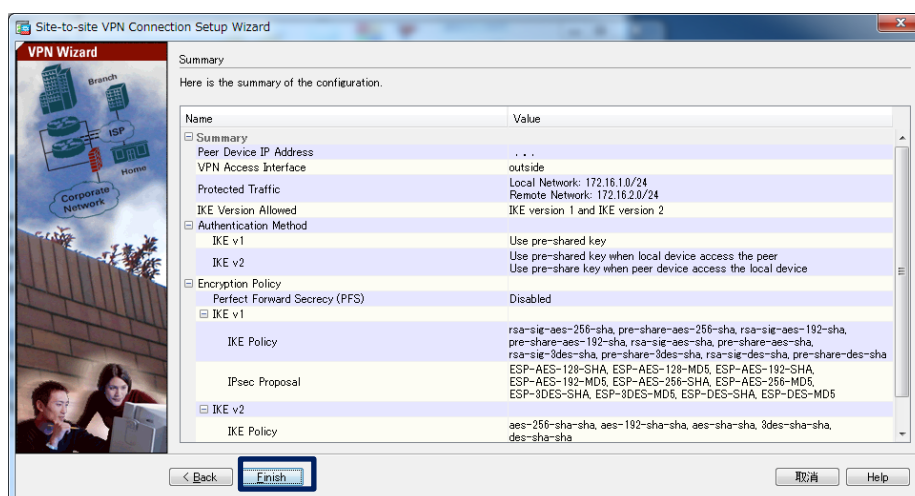 Site-to-site VPN Connection Setup Wizard
VPN Wizard
Branch
ISP
Home
Corporate
Network
Summary
Here is the summary of the configuration.
Name Value
Summary
Peer Device IP Address . . .
VPN Access Interface outside
Protected Traffic Local Network: 172.16.1.0/24
Remote Network: 172.16.2.0/24
IKE Version Allowed IKE version 1 and IKE version 2
Authentication Method
IKE v1 Use pre-shared key
IKE v2 Use pre-shared key when local device access the peer
Use pre-share key when peer device access the local device
Encryption Policy
Perfect Forward Secrecy (PFS) Disabled
IKE v1
IKE Policy rsa-sig-aes-256-sha, pre-share-aes-256-sha, rsa-sig-aes-192-sha,
pre-share-aes-192-sha, rsa-sig-aes-sha, pre-share-aes-sha,
rsa-sig-3des-sha, pre-share-3des-sha, rsa-sig-des-sha, pre-share-des-sha
IPsec Proposal ESP-AES-128-SHA, ESP-AES-128-MD5, ESP-AES-192-SHA,
ESP-AES-192-MD5, ESP-AES-256-SHA, ESP-AES-256-MD5,
ESP-3DES-SHA, ESP-3DES-MD5, ESP-DES-SHA, ESP-DES-MD5
IKE v2
IKE Policy aes-256-sha-sha, aes-192-sha-sha, aes-sha-sha, 3des-sha-sha,
des-sha-sha
< Back Finish 取消 Help